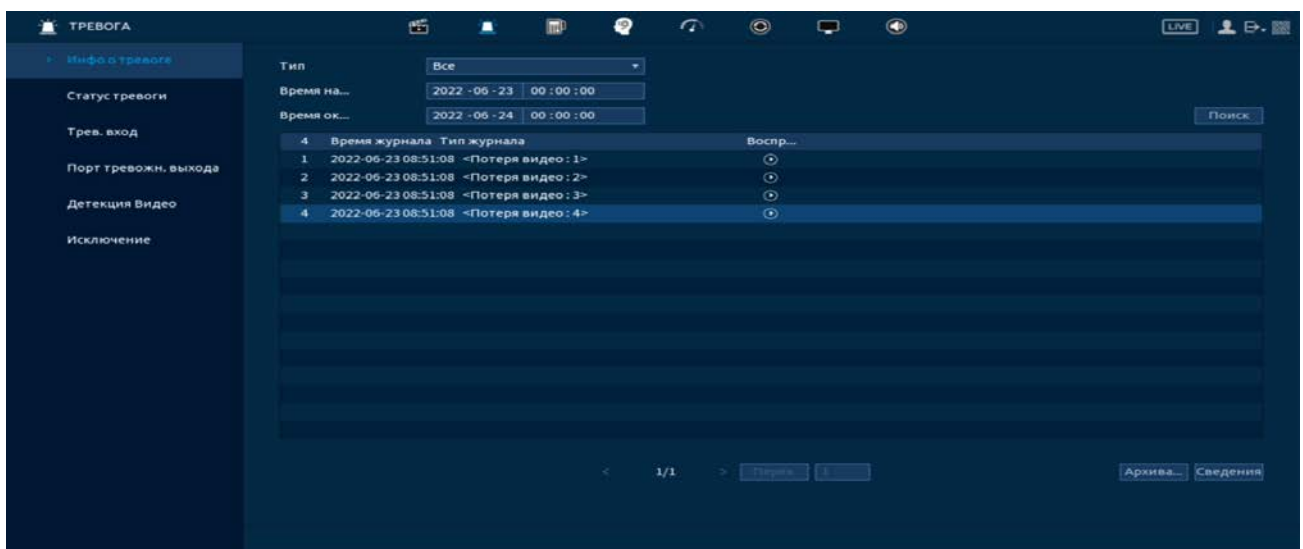 ТРЕВОГА
LIVE
Инфо о тревоге
Статус тревоги
Трев. вход
Порт тревожн. выхода
Детекция Видео
Исключение
Тип Все
Время на... 2022 -06 -23 00 :00 :00
Время ок... 2022 -06 -24 00 :00 :00
Поиск
4 Время журнала Тип журнала Воспр...
1 2022-06-23 08:51:08 <Потеря видео : 1>
2 2022-06-23 08:51:08 <Потеря видео : 2>
3 2022-06-23 08:51:08 <Потеря видео : 3>
4 2022-06-23 08:51:08 <Потеря видео : 4>
< 1/1 >
Архива... Сведения